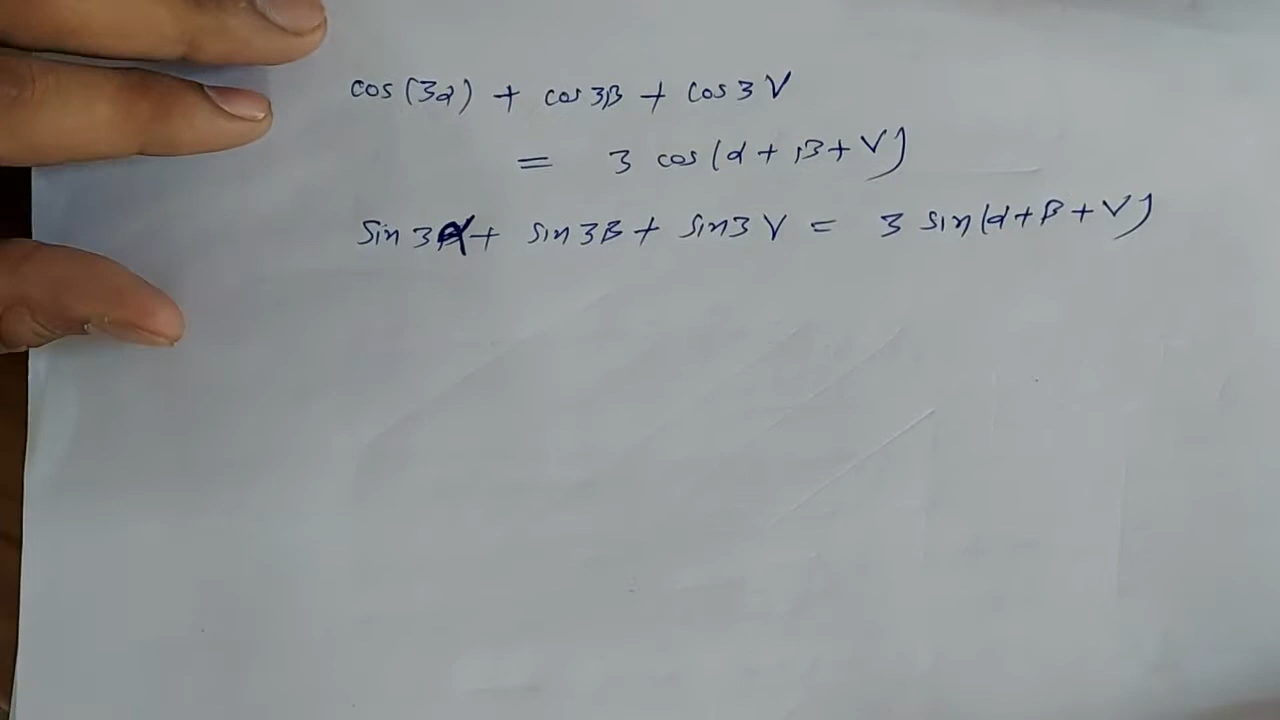 cos(3α) + cos 3β + cos 3γ
= 3 cos(α + β + γ)
sin 3α + sin 3β + sin 3γ = 3 sin(α + β + γ)